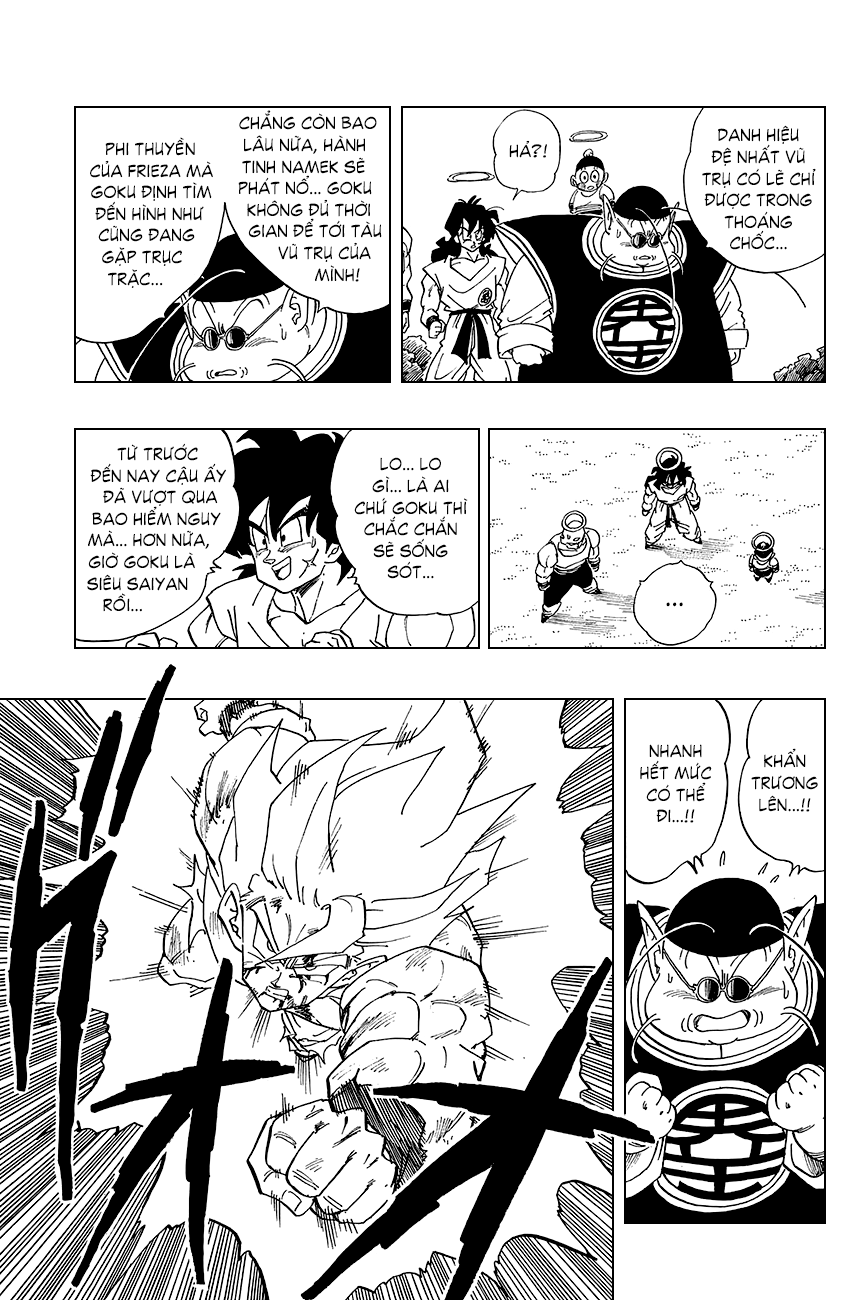 DANH HIỆU
ĐỆ NHẤT VŨ
TRỤ CÓ LẼ CHỈ
ĐƯỢC TRONG
THOÁNG
CHỐC...
HẢ?!
CHẲNG CÒN BAO
LÂU NỮA, HÀNH
TINH NAMEK SẼ
PHÁT NỔ... GOKU
KHÔNG ĐỦ THỜI
GIAN ĐỂ TỚI TÀU
VŨ TRỤ CỦA
MÌNH!
PHI THUYỀN
CỦA FRIEZA MÀ
GOKU ĐỊNH TÌM
ĐẾN HÌNH NHƯ
CŨNG ĐANG
GẶP TRỤC
TRẶC...
...
LO... LO
GÌ... LÀ AI
CHỨ GOKU THÌ
CHẮC CHẮN
SẼ SỐNG
SÓT...
TỪ TRƯỚC
ĐẾN NAY CẬU ẤY
ĐÃ VƯỢT QUA
BAO HIỂM NGUY
MÀ... HƠN NỮA,
GIỜ GOKU LÀ
SIÊU SAIYAN
RỒI...
KHẨN
TRƯƠNG
LÊN...!!
NHANH
HẾT MỨC
CÓ THỂ
ĐI...!!